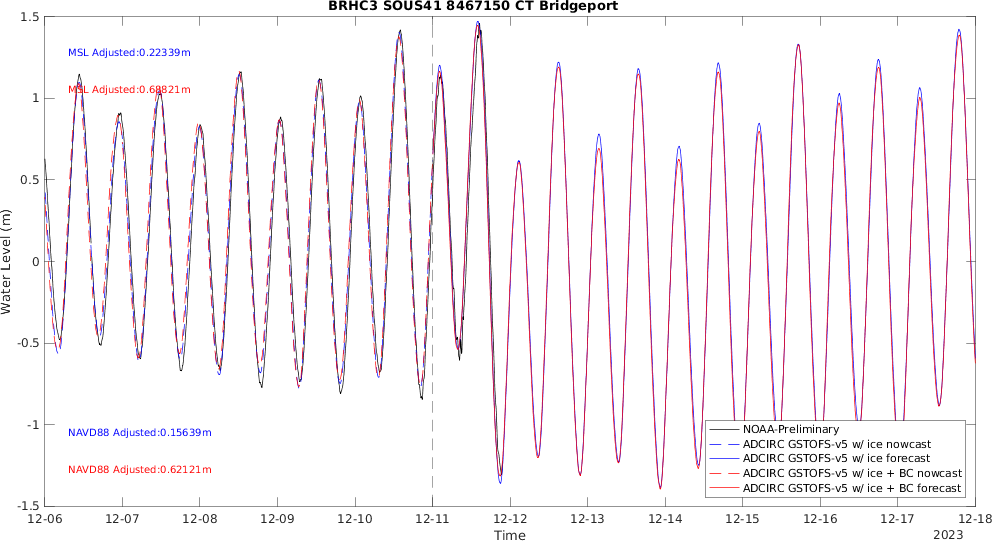 BRHC3 SOUS41 8467150 CT Bridgeport
1.5
MSL Adjusted:0.22339m
MSL Adjusted:0.68821m
1
0.5
0
-0.5
-1
-1.5
Water Level (m)
NAVD88 Adjusted:0.15639m
NAVD88 Adjusted:0.62121m
NOAA-Preliminary
ADCIRC GSTOFS-v5 w/ ice nowcast
ADCIRC GSTOFS-v5 w/ ice forecast
ADCIRC GSTOFS-v5 w/ ice + BC nowcast
ADCIRC GSTOFS-v5 w/ ice + BC forecast
12-06 12-07 12-08 12-09 12-10 12-11 12-12 12-13 12-14 12-15 12-16 12-17 12-18
Time
2023